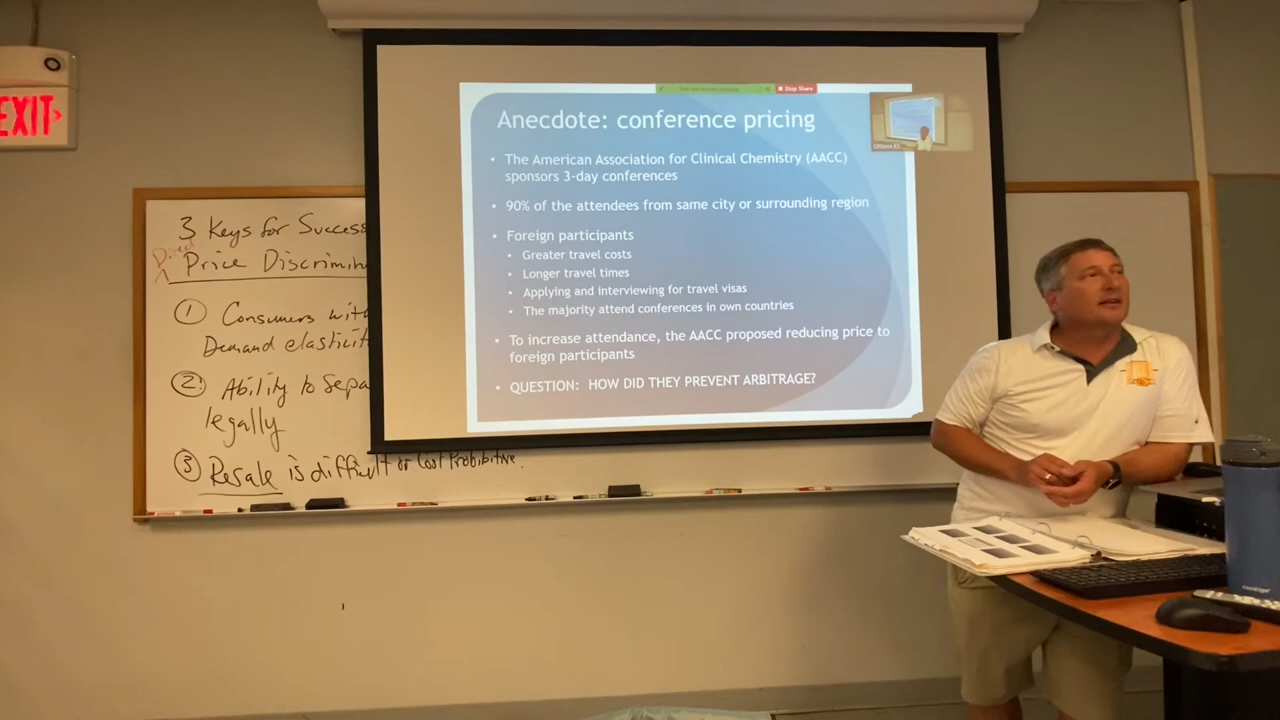 EXIT
3 Keys for Success
Direct
Price Discrimin
① Consumers with
Demand elasticit
② Ability to Sepa
legally
③ Resale is difficult or Cost Prohibitive.
Stop Share
Anecdote: conference pricing
Ottawa KS
• The American Association for Clinical Chemistry (AACC)
sponsors 3-day conferences
• 90% of the attendees from same city or surrounding region
• Foreign participants
• Greater travel costs
• Longer travel times
• Applying and interviewing for travel visas
• The majority attend conferences in own countries
• To increase attendance, the AACC proposed reducing price to
foreign participants
• QUESTION: HOW DID THEY PREVENT ARBITRAGE?